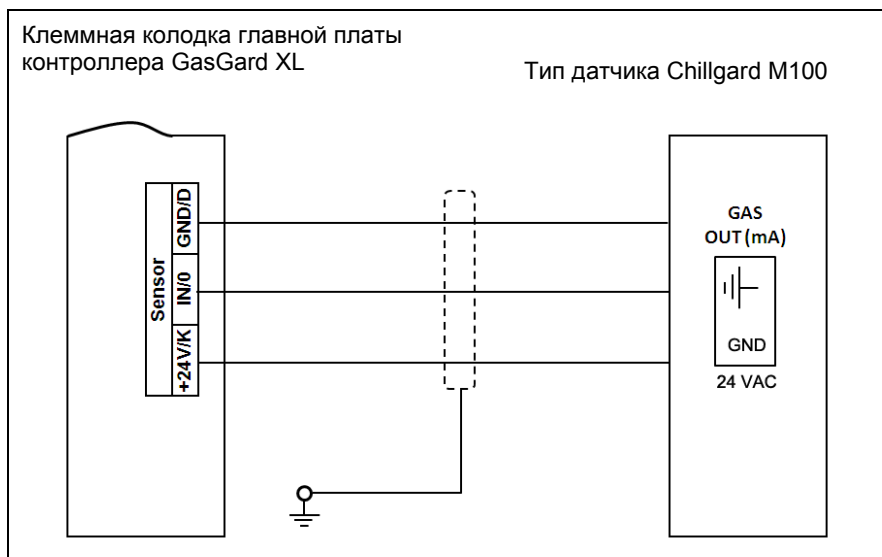 Клеммная колодка главной платы
контроллера GasGard XL
Тип датчика Chillgard M100
Sensor
GND/D
IN/0
+24V/K
GAS
OUT (mA)
GND
24 VAC